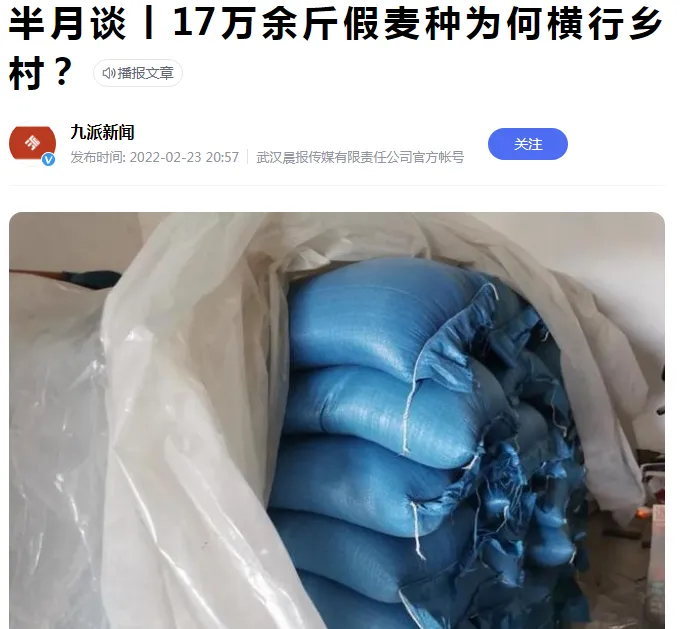 半月谈丨17万余斤假麦种为何横行乡
村？ 播报文章
九派新闻
发布时间: 2022-02-23 20:57 武汉晨报传媒有限责任公司官方帐号
关注